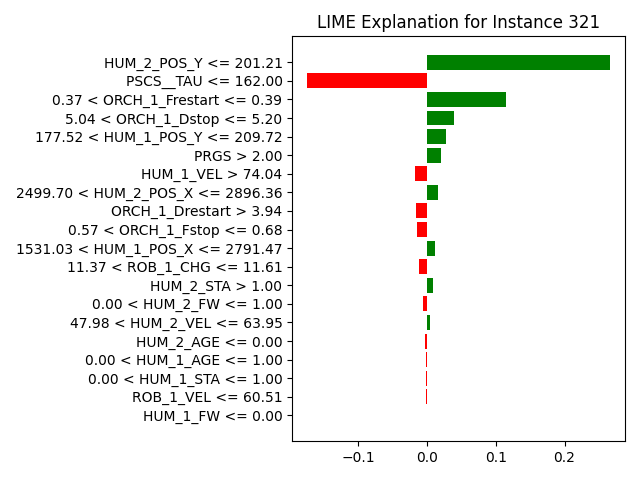 LIME Explanation for Instance 321
HUM_2_POS_Y <= 201.21
PSCS__TAU <= 162.00
0.37 < ORCH_1_Frestart <= 0.39
5.04 < ORCH_1_Dstop <= 5.20
177.52 < HUM_1_POS_Y <= 209.72
PRGS > 2.00
HUM_1_VEL > 74.04
2499.70 < HUM_2_POS_X <= 2896.36
ORCH_1_Drestart > 3.94
0.57 < ORCH_1_Fstop <= 0.68
1531.03 < HUM_1_POS_X <= 2791.47
11.37 < ROB_1_CHG <= 11.61
HUM_2_STA > 1.00
0.00 < HUM_2_FW <= 1.00
47.98 < HUM_2_VEL <= 63.95
HUM_2_AGE <= 0.00
0.00 < HUM_1_AGE <= 1.00
0.00 < HUM_1_STA <= 1.00
ROB_1_VEL <= 60.51
HUM_1_FW <= 0.00
−0.1 0.0 0.1 0.2